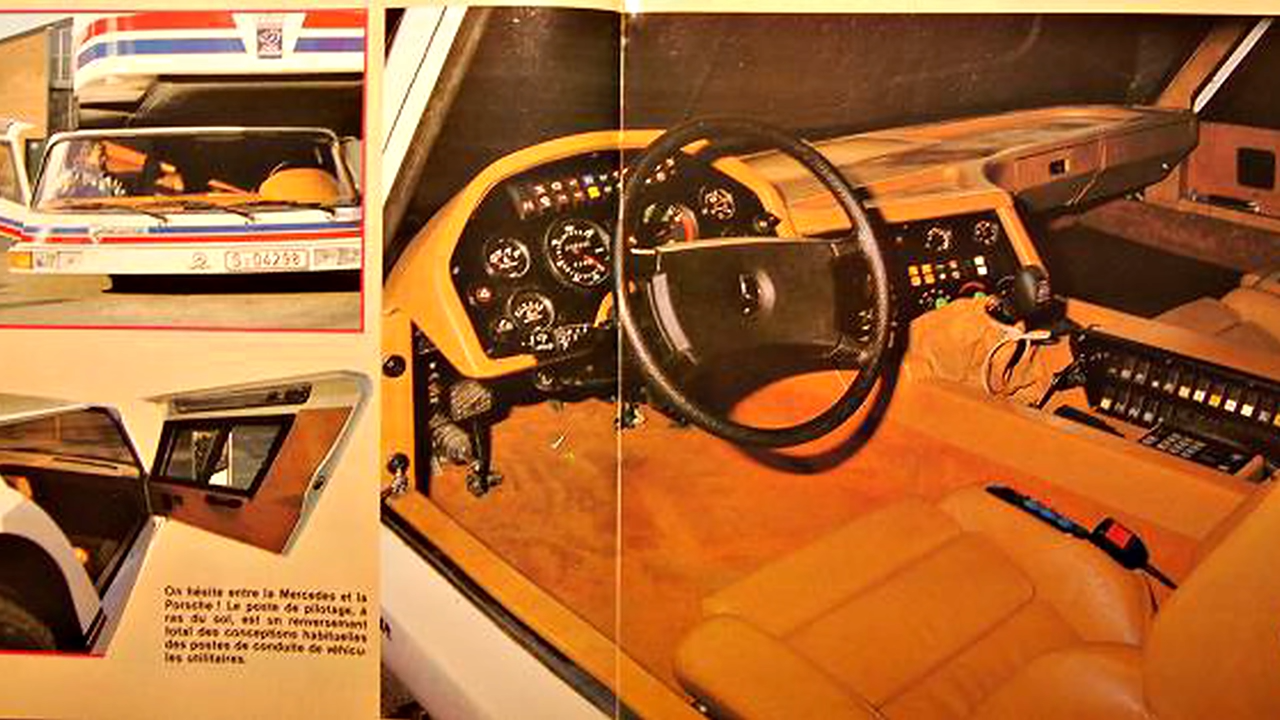 S·04298
On hésite entre la Mercedes et la
Porsche ! Le poste de pilotage, à
ras du sol, est un renversement
total des conceptions habituelles
des postes de conduite de véhicu-
les utilitaires.